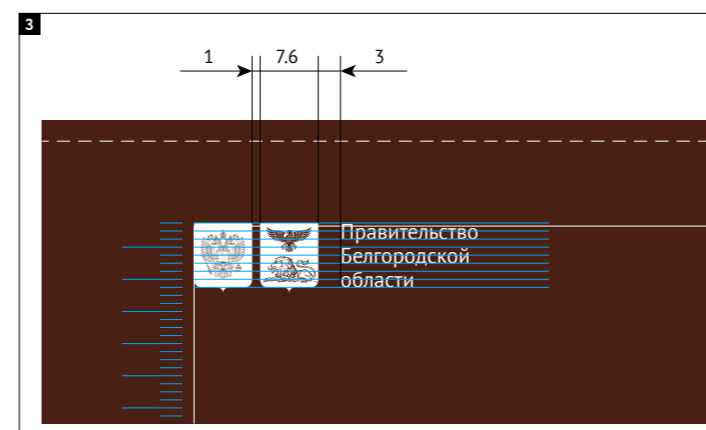 3
1 7.6 3
Правительство
Белгородской
области